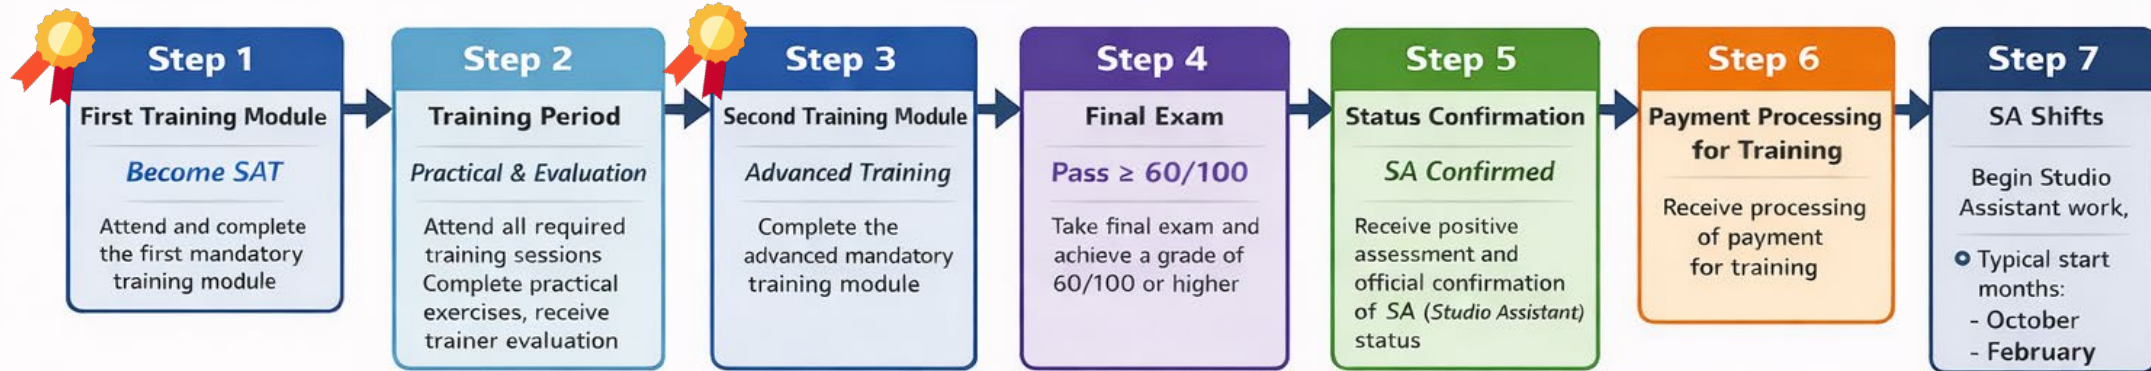 Step 1
First Training Module
Become SAT
Attend and complete
the first mandatory
training module
Step 2
Training Period
Practical & Evaluation
Attend all required
training sessions
Complete practical
exercises, receive
trainer evaluation
Step 3
Second Training Module
Advanced Training
Complete the
advanced mandatory
training module
Step 4
Final Exam
Pass ≥ 60/100
Take final exam and
achieve a grade of
60/100 or higher
Step 5
Status Confirmation
SA Confirmed
Receive positive
assessment and
official confirmation
of SA (Studio Assistant)
status
Step 6
Payment Processing
for Training
Receive processing
of payment
for training
Step 7
SA Shifts
Begin Studio
Assistant work,
Typical start
months:
- October
- February